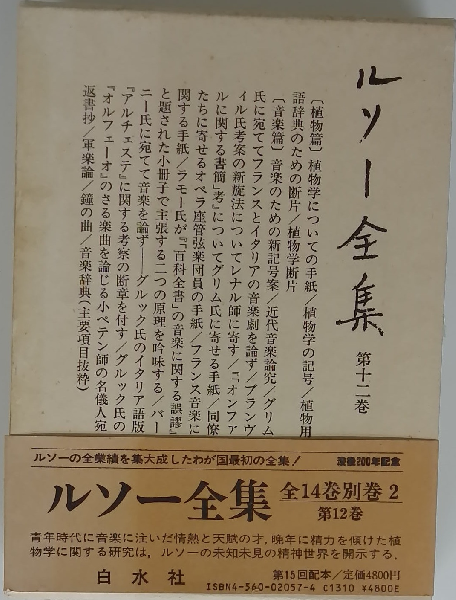 ルソー全集 第十二巻
〔植物篇〕植物学についての手紙/植物学の記号/植物用
語辞典のための断片/植物学断片
〔音楽篇〕音楽のための新記号案/近代音楽論究/グリム
氏に宛ててフランスとイタリアの音楽劇を論ず/ブランヴ
イル氏考案の新旋法についてレナル師に寄す/『オンファ
ルに関する書簡』考」についてグリム氏に寄せる手紙/同僚
たちに寄せるオペラ座管弦楽団員の手紙/フランス音楽に
関する手紙/ラモー氏が『百科全書』の音楽に関する誤謬』
と題された小冊子で主張する二つの原理を吟味する/バー
ニー氏に宛てて音楽を論ず――グルック氏のイタリア語版
『アルチェステ』に関する考察の断章を付す/グルック氏の
『オルフェーオ』のさる楽曲を論じる小ペテン師の名儀人宛
返書抄/軍楽論/鐘の曲/音楽辞典(主要項目抜粋)
ルソーの全業績を集大成したわが国最初の全集! 没後200年記念
ルソー全集 全14巻別巻2
第12巻
青年時代に音楽に注いだ情熱と天賦の才,晩年に精力を傾けた植
物学に関する研究は,ルソーの未知未見の精神世界を開示する.
白水社 第15回配本/定価4800円
ISBN4-560-02057-4 C1310 ¥4800E